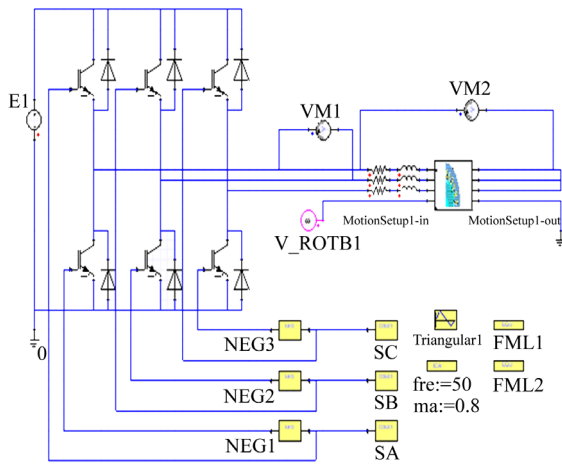 E1
VM1
VM2
MotionSetup1-in
MotionSetup1-out
V_ROTB1
0
NEG3
SC
Triangular1
FML1
NEG2
SB
fre:=50
ma:=0.8
FML2
NEG1
SA